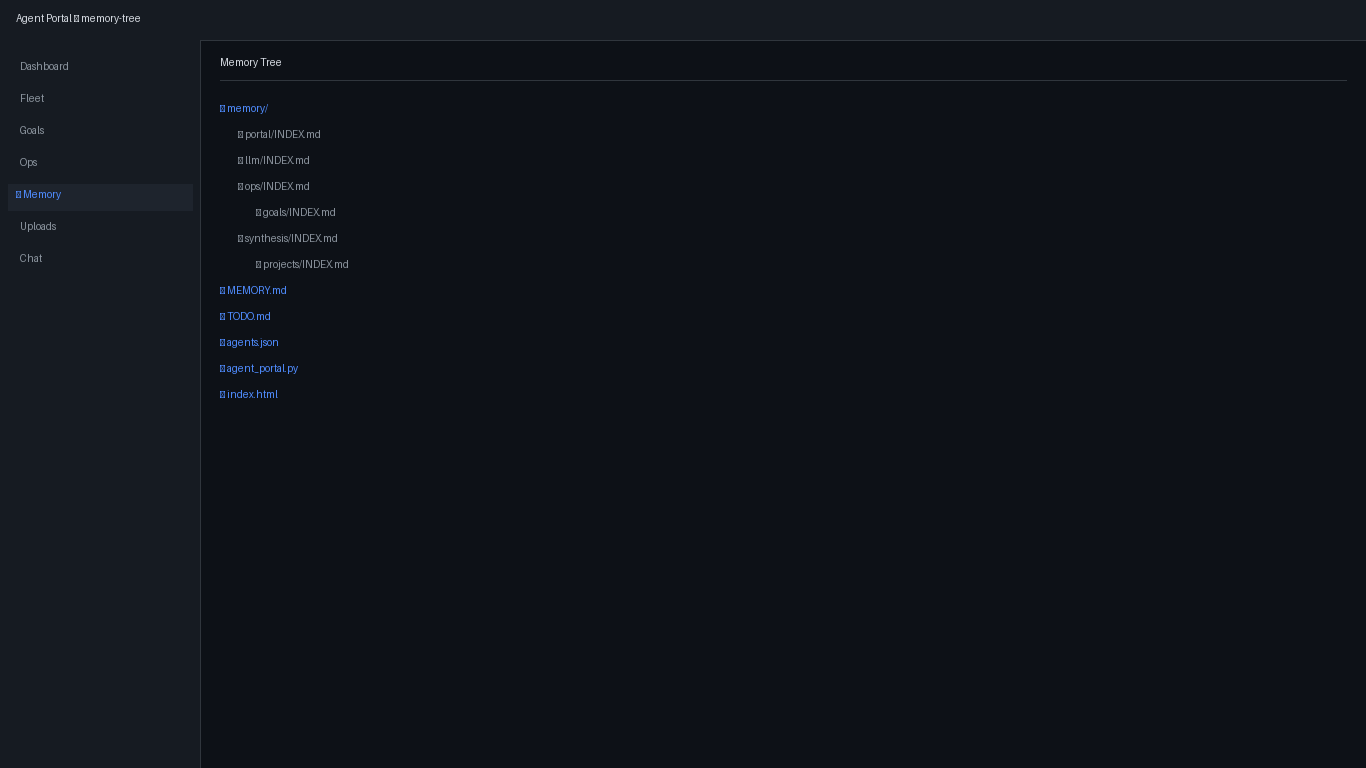 Agent Portal memory-tree
Dashboard
Fleet
Goals
Ops
Memory
Uploads
Chat
Memory Tree
memory/
portal/INDEX.md
llm/INDEX.md
ops/INDEX.md
goals/INDEX.md
synthesis/INDEX.md
projects/INDEX.md
MEMORY.md
TODO.md
agents.json
agent_portal.py
index.html